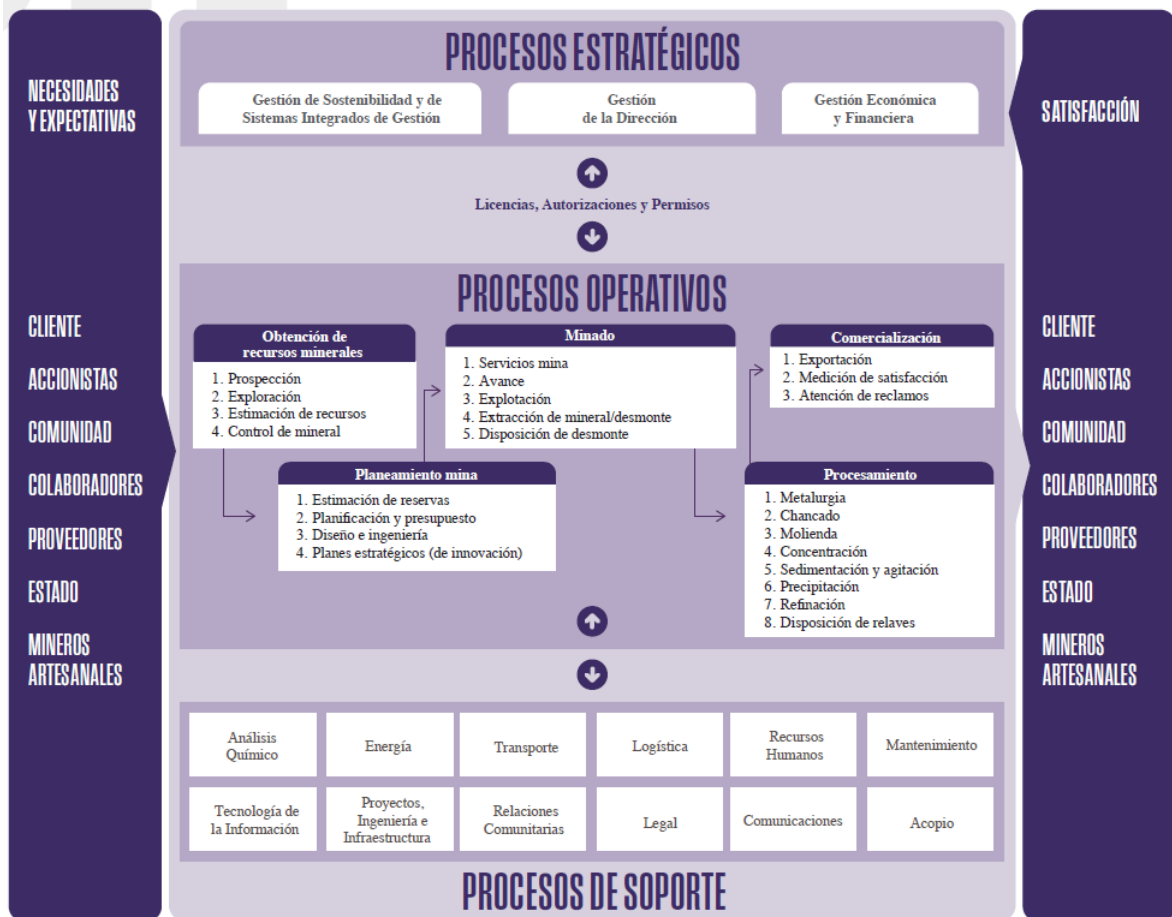 NECESIDADES
Y EXPECTATIVAS
CLIENTE
ACCIONISTAS
COMUNIDAD
COLABORADORES
PROVEEDORES
ESTADO
MINEROS
ARTESANALES
PROCESOS ESTRATÉGICOS
Gestión de Sostenibilidad y de
Sistemas Integrados de Gestión
Gestión
de la Dirección
Gestión Económica
y Financiera
Licencias, Autorizaciones y Permisos
PROCESOS OPERATIVOS
Obtención de
recursos minerales
1. Prospección
2. Exploración
3. Estimación de recursos
4. Control de mineral
Planeamiento mina
1. Estimación de reservas
2. Planificación y presupuesto
3. Diseño e ingeniería
4. Planes estratégicos (de innovación)
Minado
1. Servicios mina
2. Avance
3. Explotación
4. Extracción de mineral/desmonte
5. Disposición de desmonte
Procesamiento
1. Metalurgia
2. Chancado
3. Molienda
4. Concentración
5. Sedimentación y agitación
6. Precipitación
7. Refinación
8. Disposición de relaves
Comercialización
1. Exportación
2. Medición de satisfacción
3. Atención de reclamos
Análisis
Químico
Energía
Transporte
Logística
Recursos
Humanos
Mantenimiento
Tecnología de
la Información
Proyectos,
Ingeniería e
Infraestructura
Relaciones
Comunitarias
Legal
Comunicaciones
Acopio
PROCESOS DE SOPORTE
SATISFACCIÓN
CLIENTE
ACCIONISTAS
COMUNIDAD
COLABORADORES
PROVEEDORES
ESTADO
MINEROS
ARTESANALES